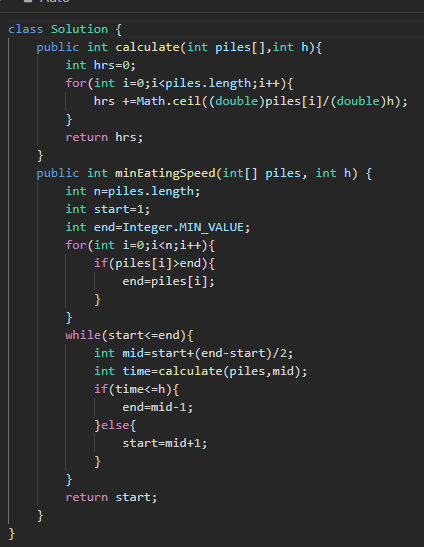 Auto
class Solution {
    public int calculate(int piles[],int h){
        int hrs=0;
        for(int i=0;i<piles.length;i++){
            hrs +=Math.ceil((double)piles[i]/(double)h);
        }
        return hrs;
    }
    public int minEatingSpeed(int[] piles, int h) {
        int n=piles.length;
        int start=1;
        int end=Integer.MIN_VALUE;
        for(int i=0;i<n;i++){
            if(piles[i]>end){
                end=piles[i];
            }
        }
        while(start<=end){
            int mid=start+(end-start)/2;
            int time=calculate(piles,mid);
            if(time<=h){
                end=mid-1;
            }else{
                start=mid+1;
            }
        }
        return start;
    }
}